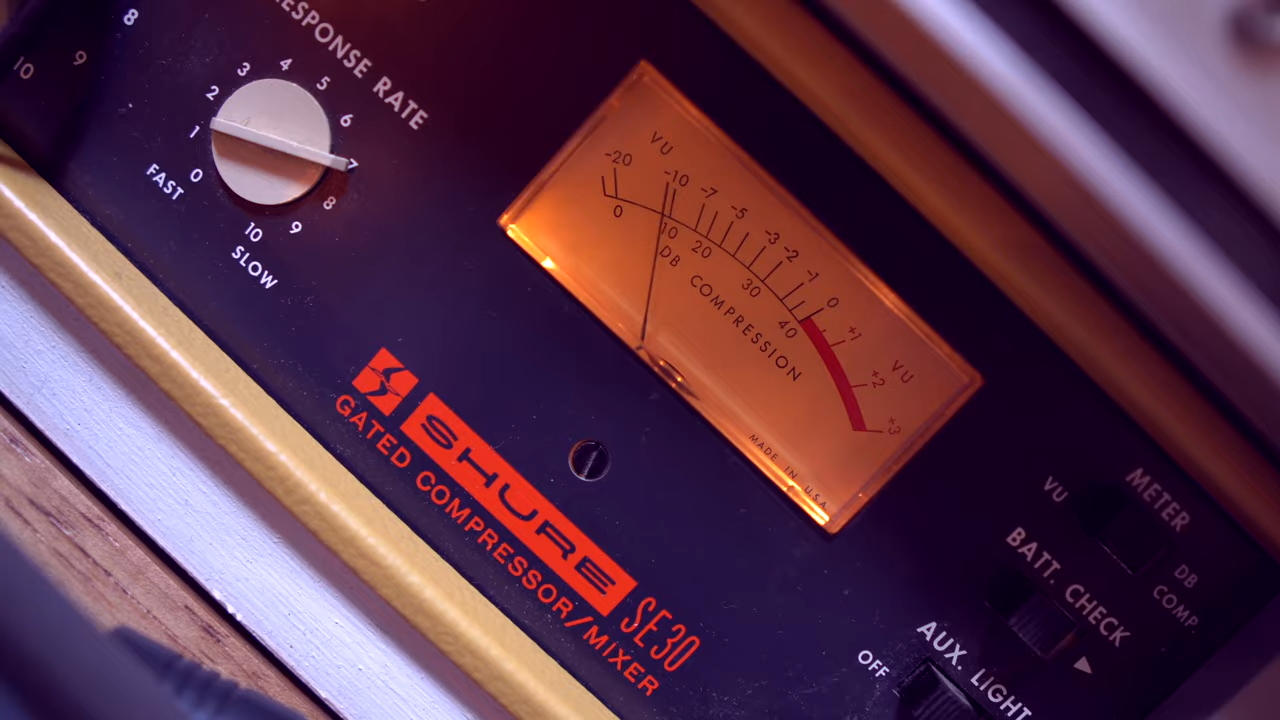 8
9
10
RESPONSE RATE
0 1 2 3 4 5 6 7 8 9 10
FAST
SLOW
VU
-20 -10 -7 -5 -3 -2 -1 0 +1 +2 +3
VU
0 10 20 30 40
DB COMPRESSION
MADE IN U.S.A.
SHURE SE30
GATED COMPRESSOR/MIXER
METER
VU
DB COMP.
BATT. CHECK
AUX. LIGHT
OFF